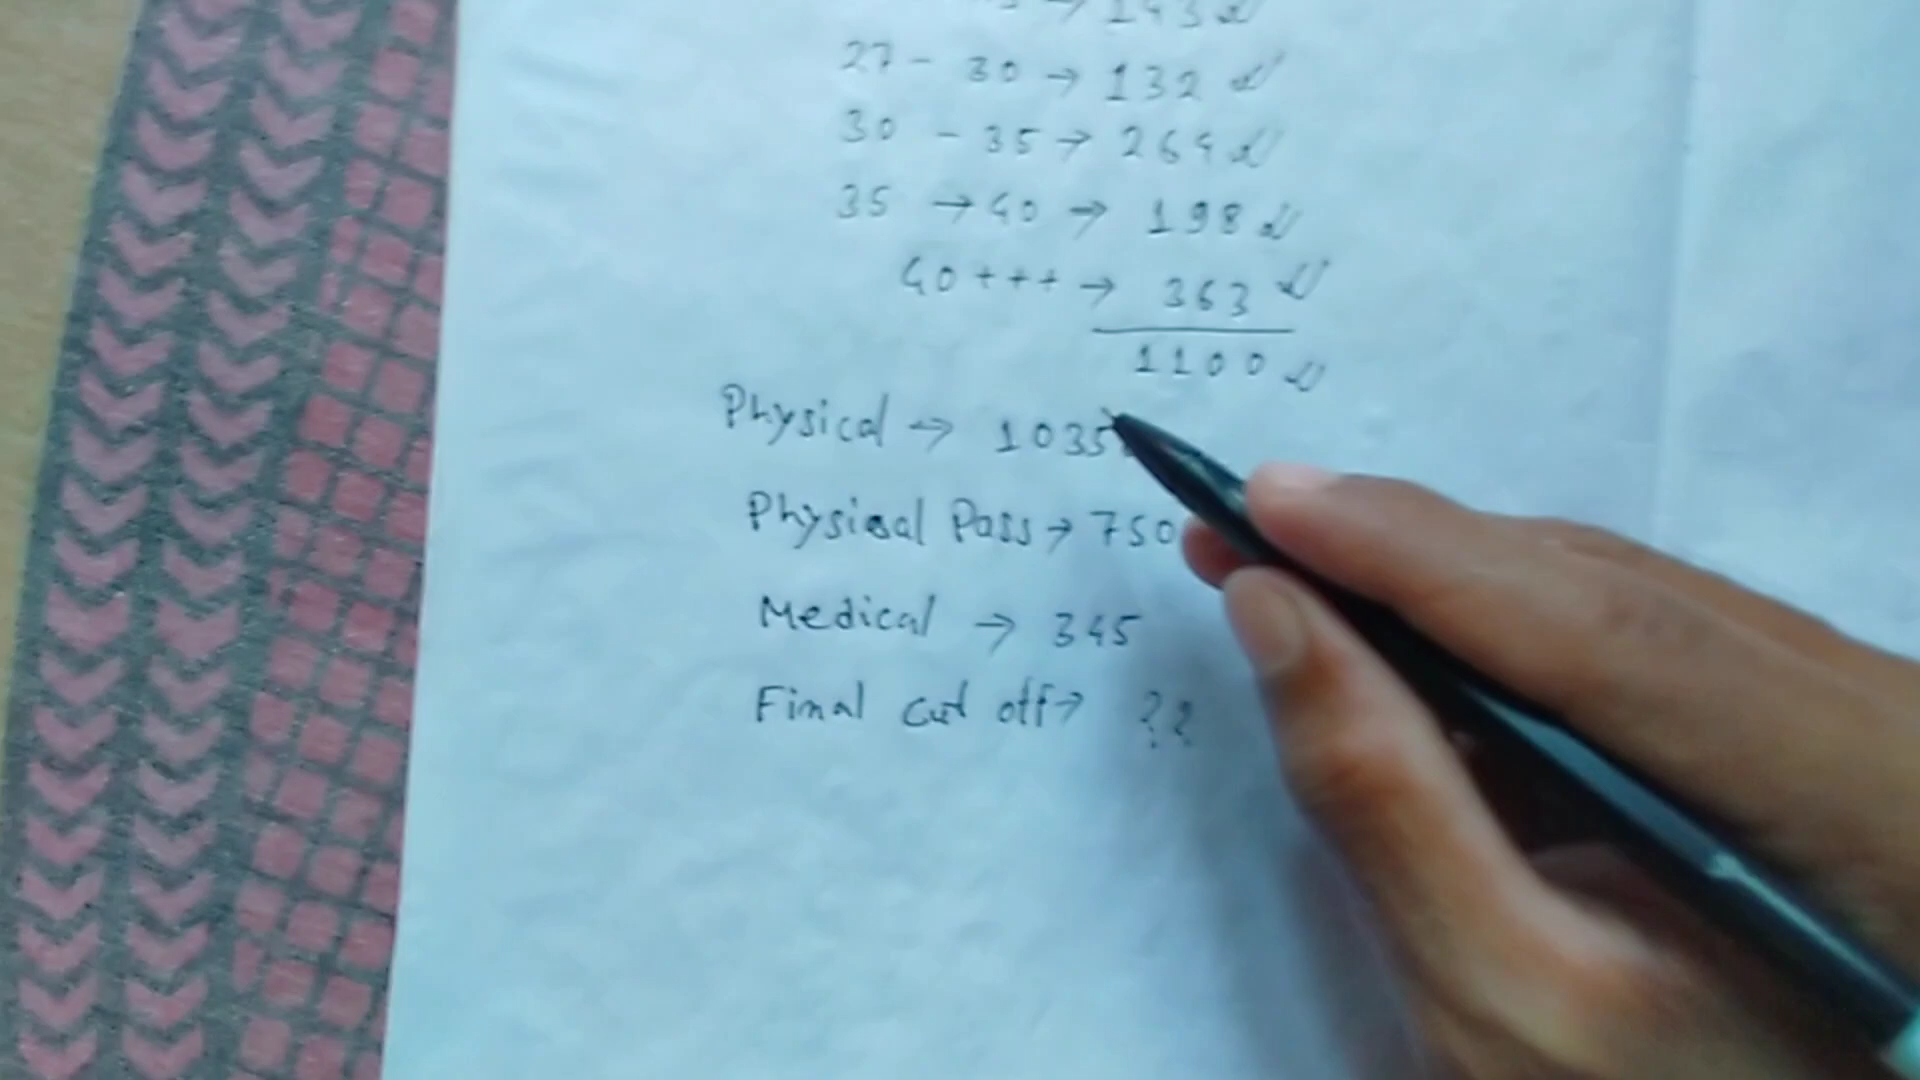 → 143
27 - 30 → 132
30 - 35 → 264
35 → 40 → 198
40 +++ → 363
1100
Physical → 1035
Physical Pass → 750
Medical → 345
Final cut off → ??